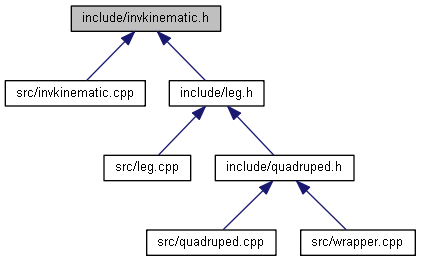 include/invkinematic.h
src/invkinematic.cpp
include/leg.h
src/leg.cpp
include/quadruped.h
src/quadruped.cpp
src/wrapper.cpp